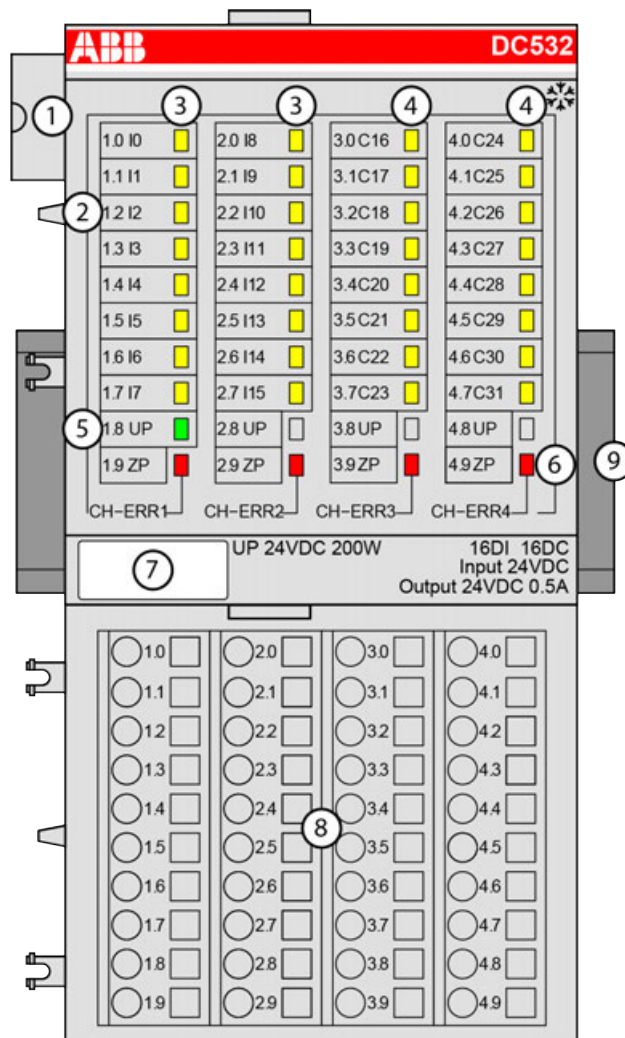 ABB DC532
1 3 3 4 4
1.0 I0 2.0 I8 3.0 C16 4.0 C24
1.1 I1 2.1 I9 3.1 C17 4.1 C25
2 1.2 I2 2.2 I10 3.2 C18 4.2 C26
1.3 I3 2.3 I11 3.3 C19 4.3 C27
1.4 I4 2.4 I12 3.4 C20 4.4 C28
1.5 I5 2.5 I13 3.5 C21 4.5 C29
1.6 I6 2.6 I14 3.6 C22 4.6 C30
1.7 I7 2.7 I15 3.7 C23 4.7 C31
5 1.8 UP 2.8 UP 3.8 UP 4.8 UP
1.9 ZP 2.9 ZP 3.9 ZP 4.9 ZP 6 9
CH-ERR1 CH-ERR2 CH-ERR3 CH-ERR4
7 UP 24VDC 200W 16DI 16DC
Input 24VDC
Output 24VDC 0.5A
1.0 2.0 3.0 4.0
1.1 2.1 3.1 4.1
1.2 2.2 3.2 4.2
1.3 2.3 3.3 4.3
1.4 2.4 3.4 4.4
8
1.5 2.5 3.5 4.5
1.6 2.6 3.6 4.6
1.7 2.7 3.7 4.7
1.8 2.8 3.8 4.8
1.9 2.9 3.9 4.9